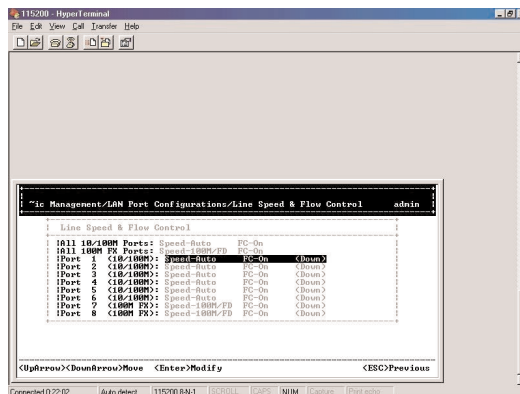 115200 - HyperTerminal
File Edit View Call Transfer Help
~ic Management/LAN Port Configurations/Line Speed & Flow Control admin
Line Speed & Flow Control
All 10/100M Ports: Speed-Auto FC-On
All 100M FX Ports: Speed-100M/FD FC-On
Port 1 (10/100M): Speed-Auto FC-On (Down)
Port 2 (10/100M): Speed-Auto FC-On (Down)
Port 3 (10/100M): Speed-Auto FC-On (Down)
Port 4 (10/100M): Speed-Auto FC-On (Down)
Port 5 (10/100M): Speed-Auto FC-On (Down)
Port 6 (10/100M): Speed-Auto FC-On (Down)
Port 7 (100M FX): Speed-100M/FD FC-On (Down)
Port 8 (100M FX): Speed-100M/FD FC-On (Down)
<UpArrow><DownArrow>Move <Enter>Modify <ESC>Previous
Connected 0:22:02 Auto detect 115200 8-N-1 SCROLL CAPS NUM Capture Print echo